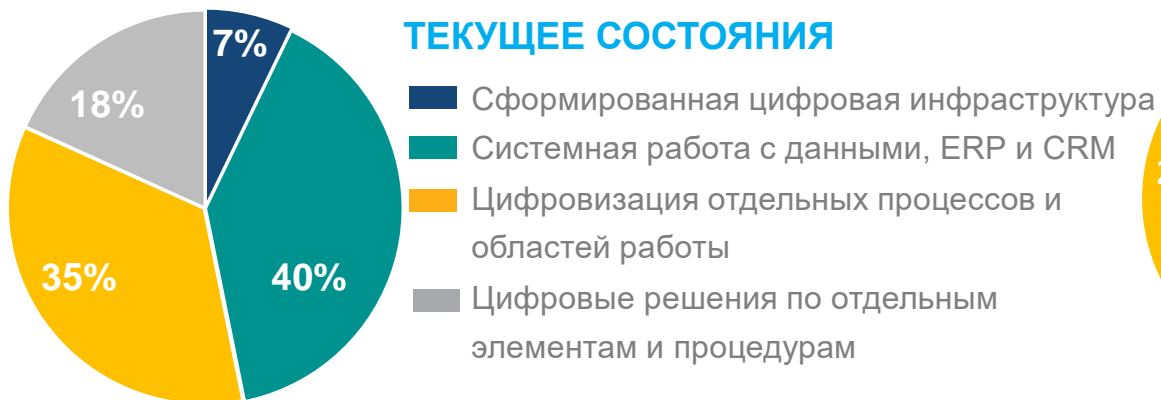 7%
18%
35%
40%
ТЕКУЩЕЕ СОСТОЯНИЯ
Сформированная цифровая инфраструктура
Системная работа с данными, ERP и CRM
Цифровизация отдельных процессов и
областей работы
Цифровые решения по отдельным
элементам и процедурам